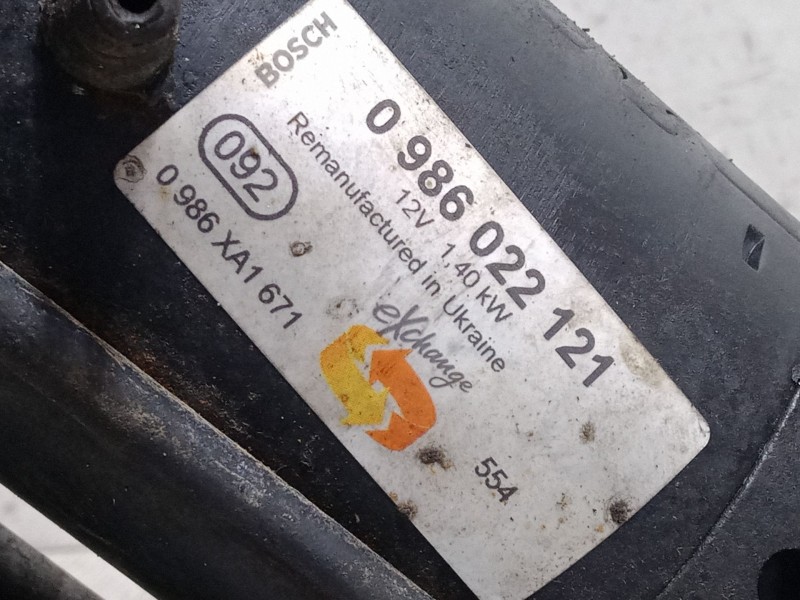 BOSCH
0 986 022 121
12V 1,40 kW
Remanufactured in Ukraine
092
0 986 XA1 671
eXchange
554